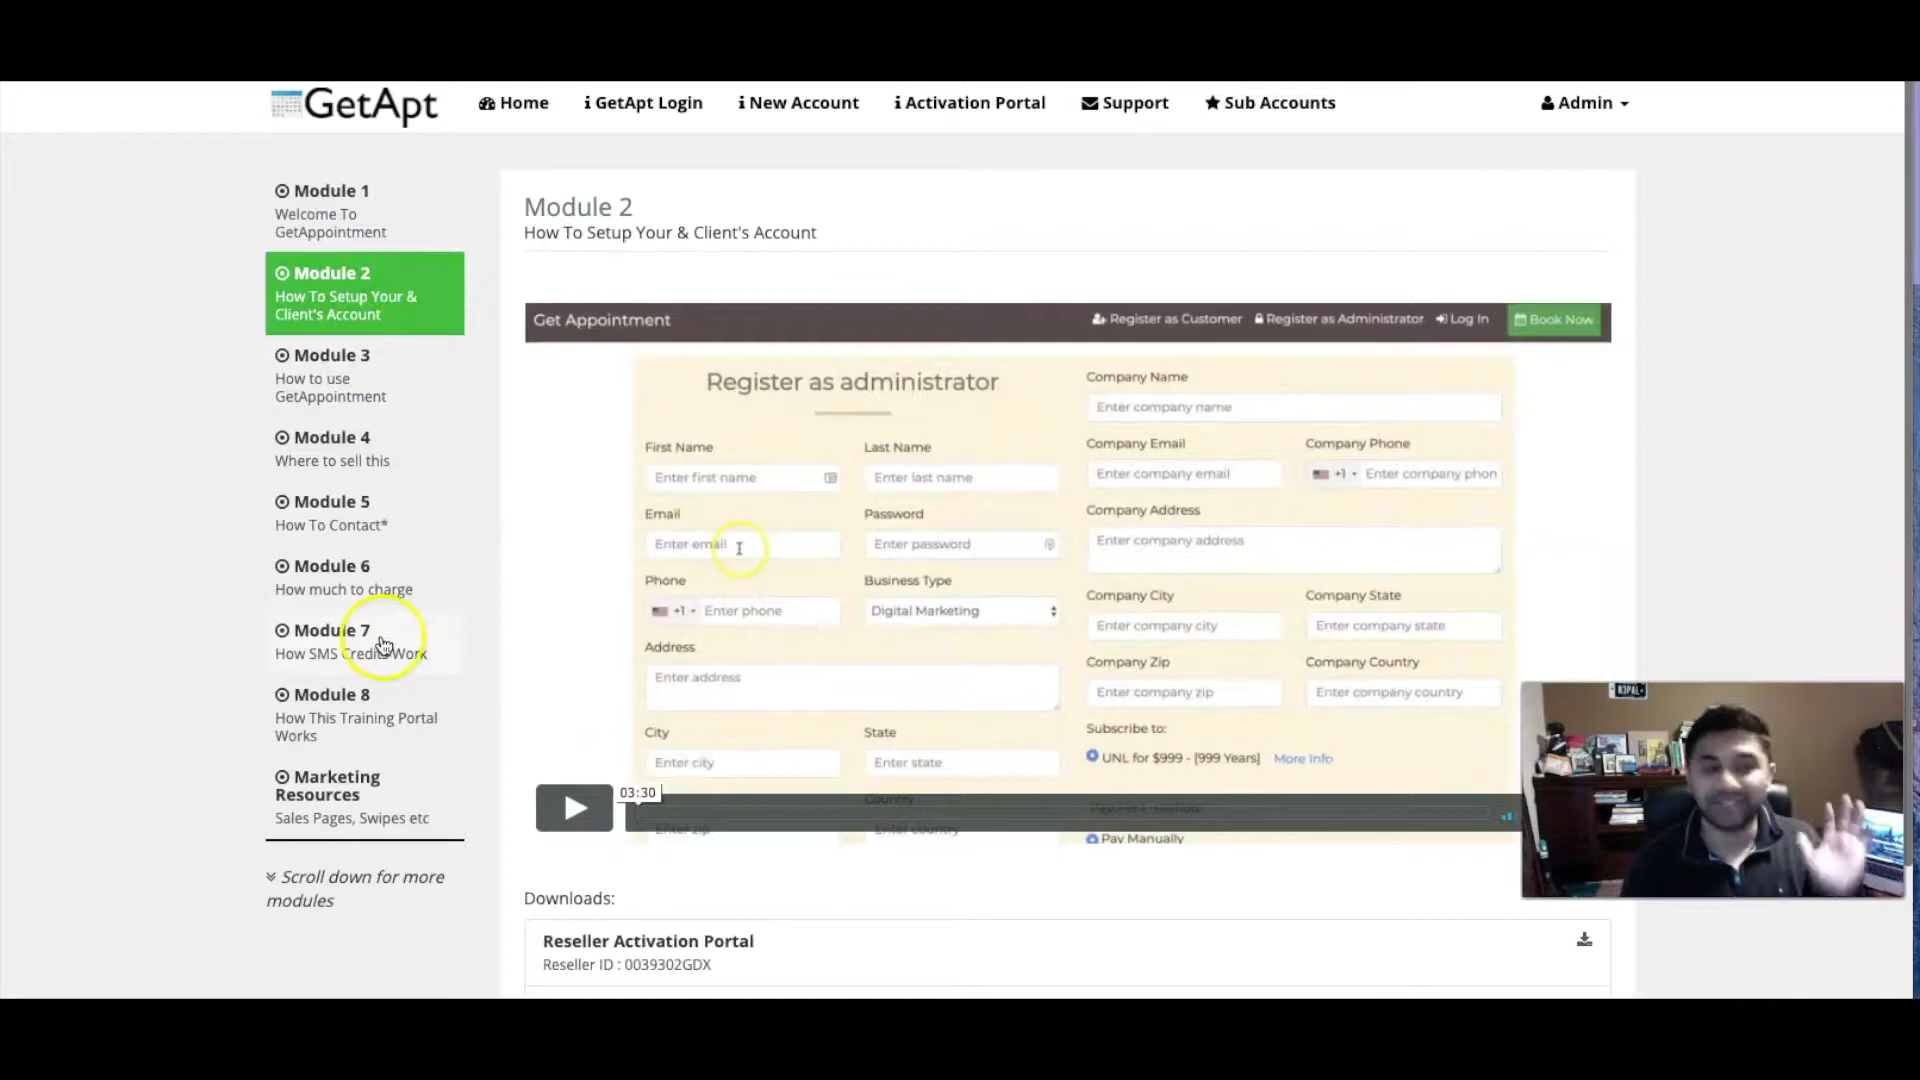 GetApt
Home
GetApt Login
New Account
Activation Portal
Support
Sub Accounts
Admin
Module 1
Welcome To
GetAppointment
Module 2
How To Setup Your &
Client's Account
Module 3
How to use
GetAppointment
Module 4
Where to sell this
Module 5
How To Contact*
Module 6
How much to charge
Module 7
How SMS Credits Work
Module 8
How This Training Portal
Works
Marketing
Resources
Sales Pages, Swipes etc
Scroll down for more
modules
Module 2
How To Setup Your & Client's Account
Get Appointment
Register as Customer
Register as Administrator
Log In
Book Now
Register as administrator
First Name
Last Name
Enter first name
Enter last name
Email
Password
Enter email
Enter password
Phone
Business Type
+1
Enter phone
Digital Marketing
Address
Enter address
City
State
Enter city
Enter state
Country
Enter zip
Enter country
Company Name
Enter company name
Company Email
Company Phone
Enter company email
+1
Enter company phon
Company Address
Enter company address
Company City
Company State
Enter company city
Enter company state
Company Zip
Company Country
Enter company zip
Enter company country
Subscribe to:
UNL for $999 - [999 Years] More Info
Pay Manually
03:30
Downloads:
Reseller Activation Portal
Reseller ID : 0039302GDX